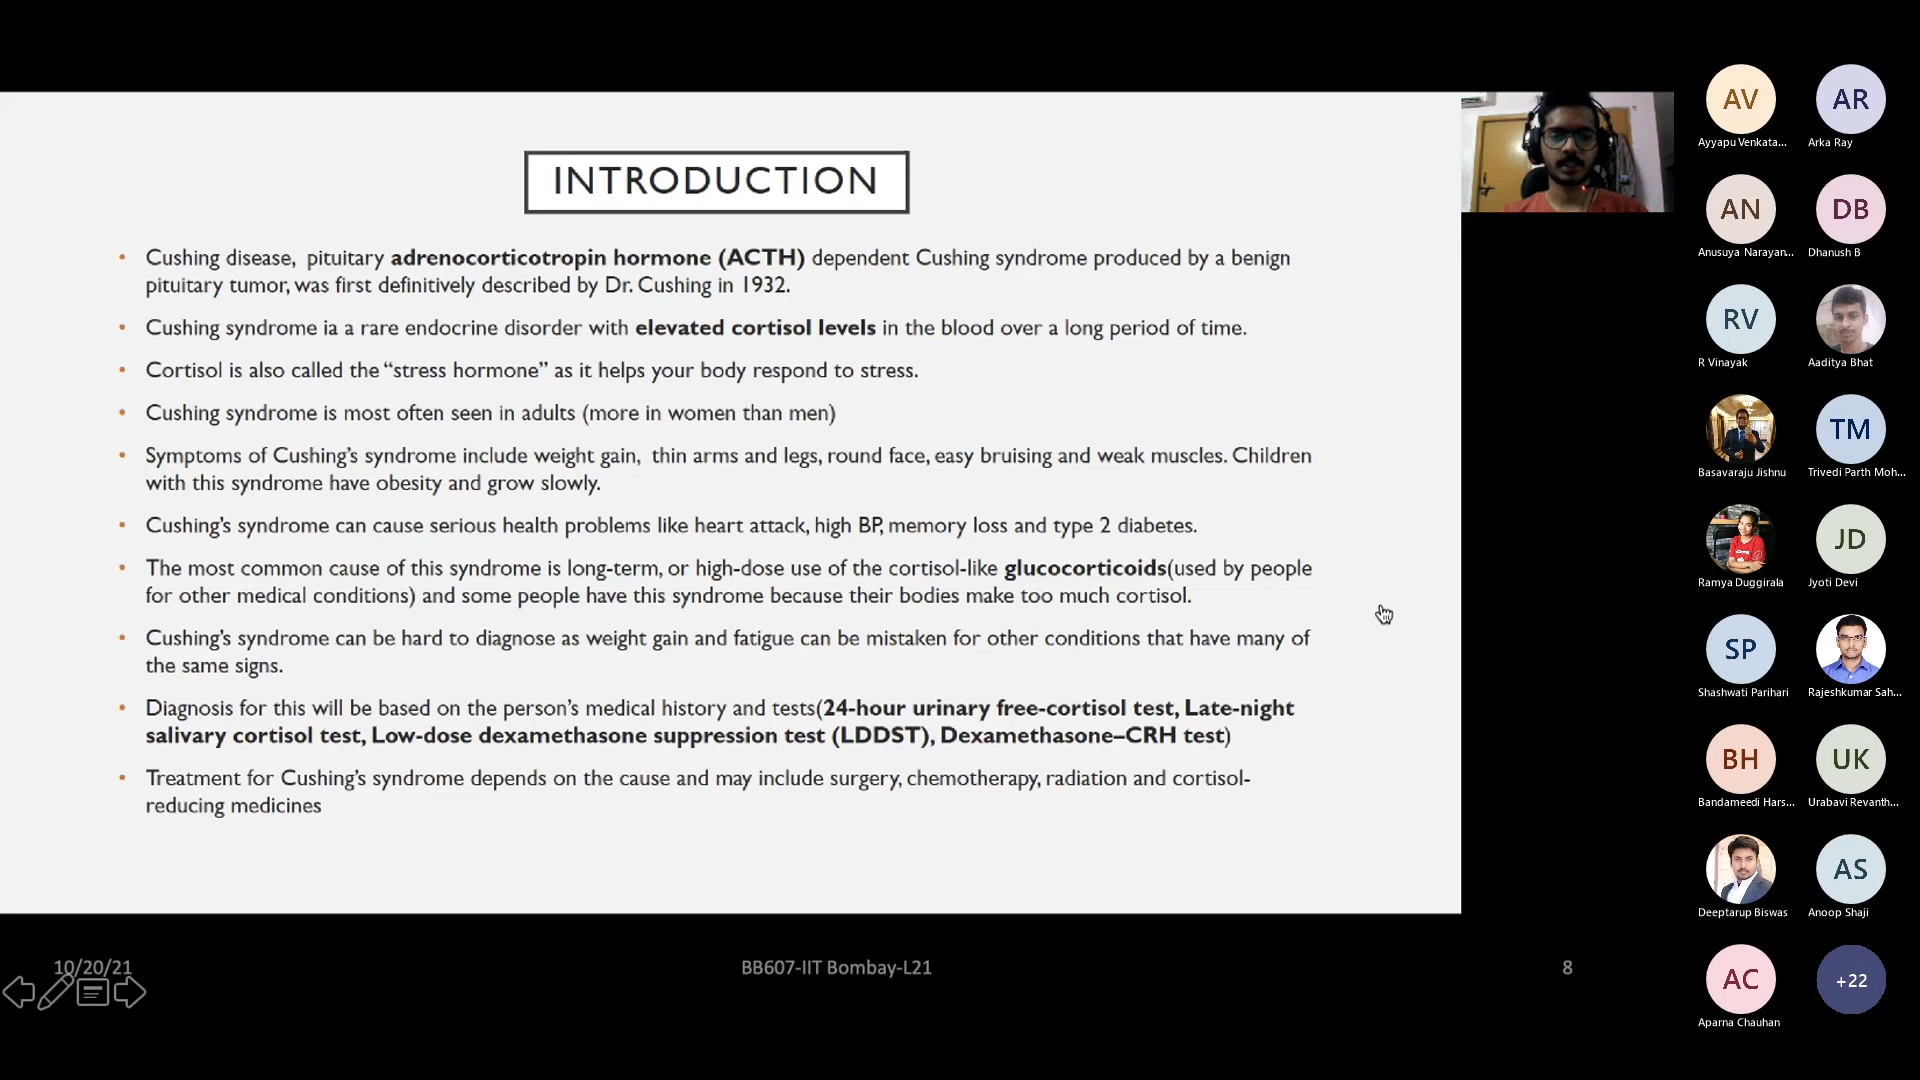 INTRODUCTION
• Cushing disease, pituitary adrenocorticotropin hormone (ACTH) dependent Cushing syndrome produced by a benign
pituitary tumor, was first definitively described by Dr. Cushing in 1932.
• Cushing syndrome ia a rare endocrine disorder with elevated cortisol levels in the blood over a long period of time.
• Cortisol is also called the “stress hormone” as it helps your body respond to stress.
• Cushing syndrome is most often seen in adults (more in women than men)
• Symptoms of Cushing’s syndrome include weight gain, thin arms and legs, round face, easy bruising and weak muscles. Children
with this syndrome have obesity and grow slowly.
• Cushing’s syndrome can cause serious health problems like heart attack, high BP, memory loss and type 2 diabetes.
• The most common cause of this syndrome is long-term, or high-dose use of the cortisol-like glucocorticoids(used by people
for other medical conditions) and some people have this syndrome because their bodies make too much cortisol.
• Cushing’s syndrome can be hard to diagnose as weight gain and fatigue can be mistaken for other conditions that have many of
the same signs.
• Diagnosis for this will be based on the person’s medical history and tests(24-hour urinary free-cortisol test, Late-night
salivary cortisol test, Low-dose dexamethasone suppression test (LDDST), Dexamethasone–CRH test)
• Treatment for Cushing’s syndrome depends on the cause and may include surgery, chemotherapy, radiation and cortisol-
reducing medicines
10/20/21
BB607-IIT Bombay-L21
8
AV
AR
Ayyapu Venkata...
Arka Ray
AN
DB
Anusuya Narayan...
Dhanush B
RV
R Vinayak
Aaditya Bhat
TM
Basavaraju Jishnu
Trivedi Parth Moh...
JD
Ramya Duggirala
Jyoti Devi
SP
Shashwati Parihari
Rajeshkumar Sah...
BH
UK
Bandameedi Hars...
Urabavi Revanth...
AS
Deeptarup Biswas
Anoop Shaji
AC
+22
Aparna Chauhan